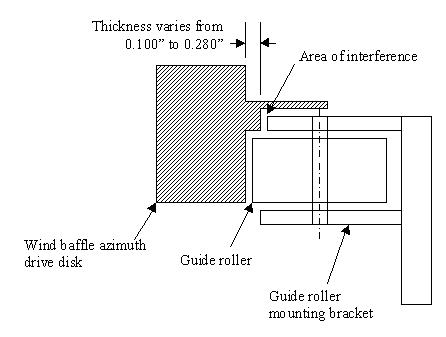 Thickness varies from
0.100” to 0.280”
Area of interference
Wind baffle azimuth
drive disk
Guide roller
Guide roller
mounting bracket